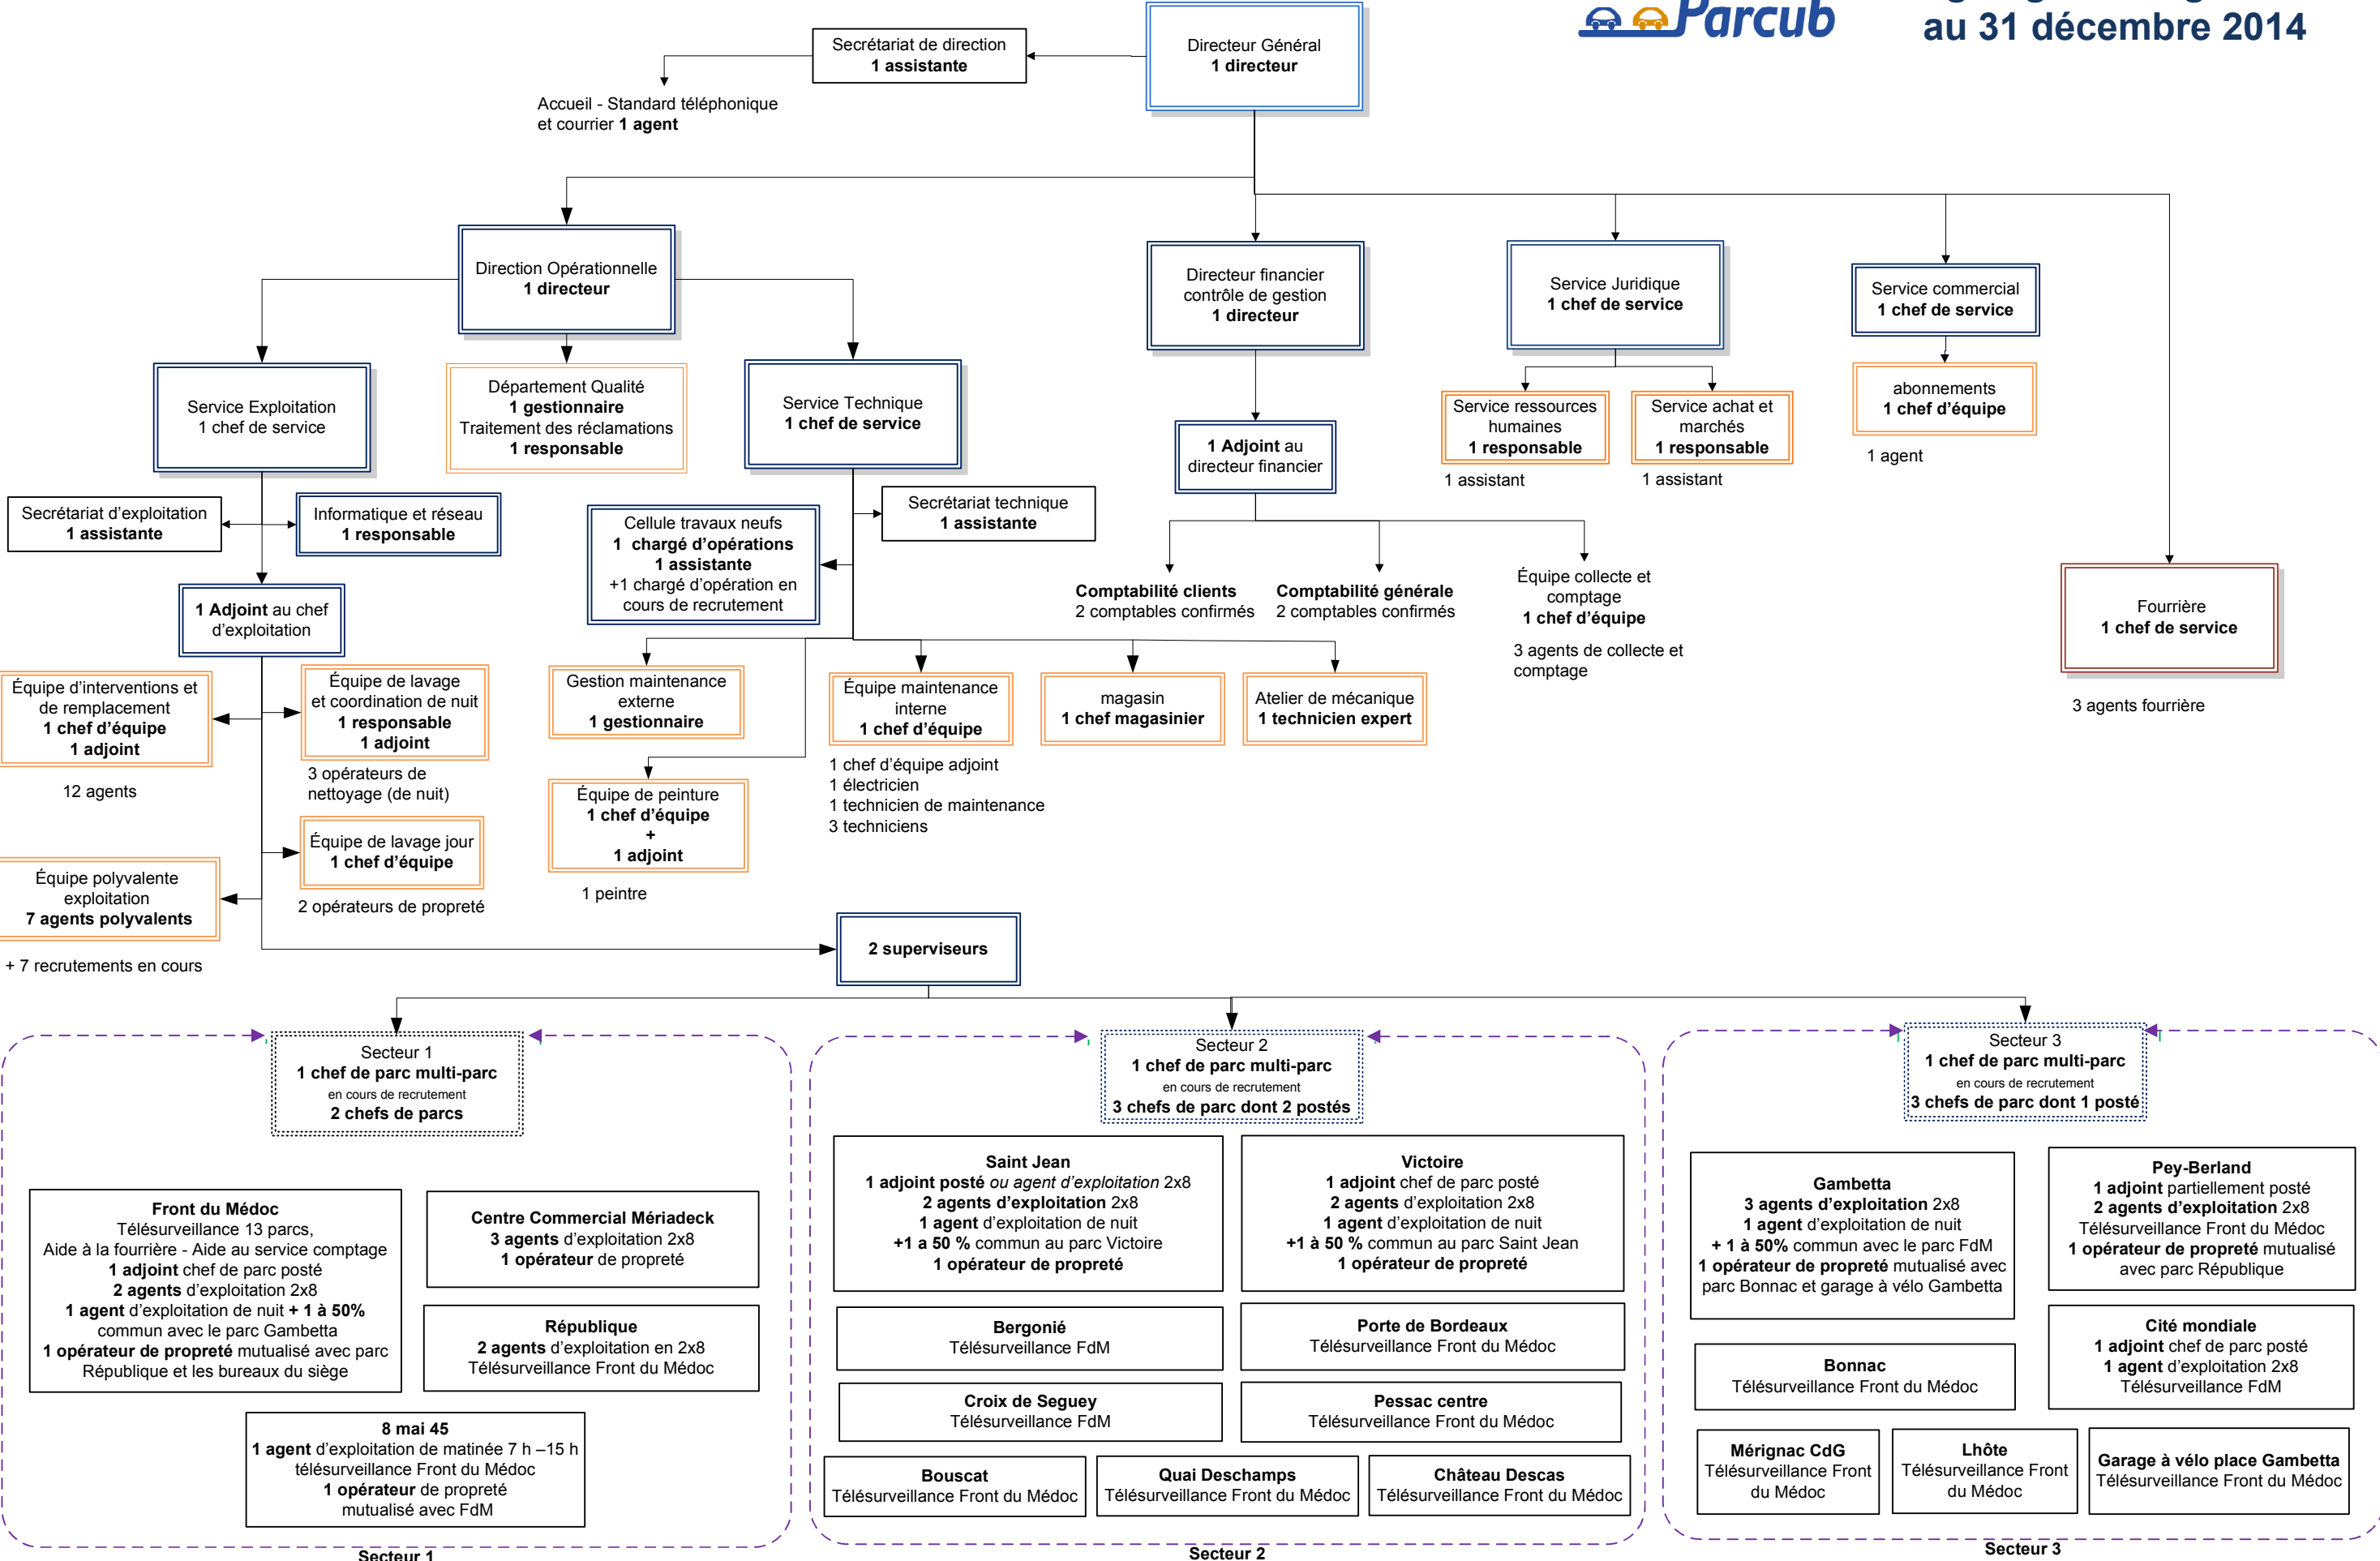 Parcub
au 31 décembre 2014
Secrétariat de direction
1 assistante
Directeur Général
1 directeur
Accueil - Standard téléphonique
et courrier 1 agent
Direction Opérationnelle
1 directeur
Directeur financier
contrôle de gestion
1 directeur
Service Juridique
1 chef de service
Service commercial
1 chef de service
Service Exploitation
1 chef de service
Département Qualité
1 gestionnaire
Traitement des réclamations
1 responsable
Service Technique
1 chef de service
1 Adjoint au
directeur financier
Service ressources
humaines
1 responsable
1 assistant
Service achat et
marchés
1 responsable
1 assistant
abonnements
1 chef d'équipe
1 agent
Secrétariat d'exploitation
1 assistante
Informatique et réseau
1 responsable
Cellule travaux neufs
1 chargé d'opérations
1 assistante
+1 chargé d'opération en
cours de recrutement
Secrétariat technique
1 assistante
Comptabilité clients
2 comptables confirmés
Comptabilité générale
2 comptables confirmés
Équipe collecte et
comptage
1 chef d'équipe
3 agents de collecte et
comptage
Fourrière
1 chef de service
3 agents fourrière
1 Adjoint au chef
d'exploitation
Équipe d'interventions et
de remplacement
1 chef d'équipe
1 adjoint
12 agents
Équipe de lavage
et coordination de nuit
1 responsable
1 adjoint
3 opérateurs de
nettoyage (de nuit)
Gestion maintenance
externe
1 gestionnaire
Équipe maintenance
interne
1 chef d'équipe
1 chef d'équipe adjoint
1 électricien
1 technicien de maintenance
3 techniciens
magasin
1 chef magasinier
Atelier de mécanique
1 technicien expert
Équipe de peinture
1 chef d'équipe
+
1 adjoint
1 peintre
Équipe de lavage jour
1 chef d'équipe
2 opérateurs de propreté
Équipe polyvalente
exploitation
7 agents polyvalents
+ 7 recrutements en cours
2 superviseurs
Secteur 1
1 chef de parc multi-parc
en cours de recrutement
2 chefs de parcs
Front du Médoc
Télésurveillance 13 parcs,
Aide à la fourrière - Aide au service comptage
1 adjoint chef de parc posté
2 agents d'exploitation 2x8
1 agent d'exploitation de nuit + 1 à 50%
commun avec le parc Gambetta
1 opérateur de propreté mutualisé avec parc
République et les bureaux du siège
Centre Commercial Mériadeck
3 agents d'exploitation 2x8
1 opérateur de propreté
République
2 agents d'exploitation en 2x8
Télésurveillance Front du Médoc
8 mai 45
1 agent d'exploitation de matinée 7 h –15 h
télésurveillance Front du Médoc
1 opérateur de propreté
mutualisé avec FdM
Secteur 1
Secteur 2
1 chef de parc multi-parc
en cours de recrutement
3 chefs de parc dont 2 postés
Saint Jean
1 adjoint posté ou agent d'exploitation 2x8
2 agents d'exploitation 2x8
1 agent d'exploitation de nuit
+1 a 50 % commun au parc Victoire
1 opérateur de propreté
Victoire
1 adjoint chef de parc posté
2 agents d'exploitation 2x8
1 agent d'exploitation de nuit
+1 à 50 % commun au parc Saint Jean
1 opérateur de propreté
Bergonié
Télésurveillance FdM
Porte de Bordeaux
Télésurveillance Front du Médoc
Croix de Seguey
Télésurveillance FdM
Pessac centre
Télésurveillance Front du Médoc
Bouscat
Télésurveillance Front du Médoc
Quai Deschamps
Télésurveillance Front du Médoc
Château Descas
Télésurveillance Front du Médoc
Secteur 2
Secteur 3
1 chef de parc multi-parc
en cours de recrutement
3 chefs de parc dont 1 posté
Gambetta
3 agents d'exploitation 2x8
1 agent d'exploitation de nuit
+ 1 à 50% commun avec le parc FdM
1 opérateur de propreté mutualisé avec
parc Bonnac et garage à vélo Gambetta
Pey-Berland
1 adjoint partiellement posté
2 agents d'exploitation 2x8
Télésurveillance Front du Médoc
1 opérateur de propreté mutualisé
avec parc République
Bonnac
Télésurveillance Front du Médoc
Cité mondiale
1 adjoint chef de parc posté
1 agent d'exploitation 2x8
Télésurveillance FdM
Mérignac CdG
Télésurveillance Front
du Médoc
Lhôte
Télésurveillance Front
du Médoc
Garage à vélo place Gambetta
Télésurveillance Front du Médoc
Secteur 3